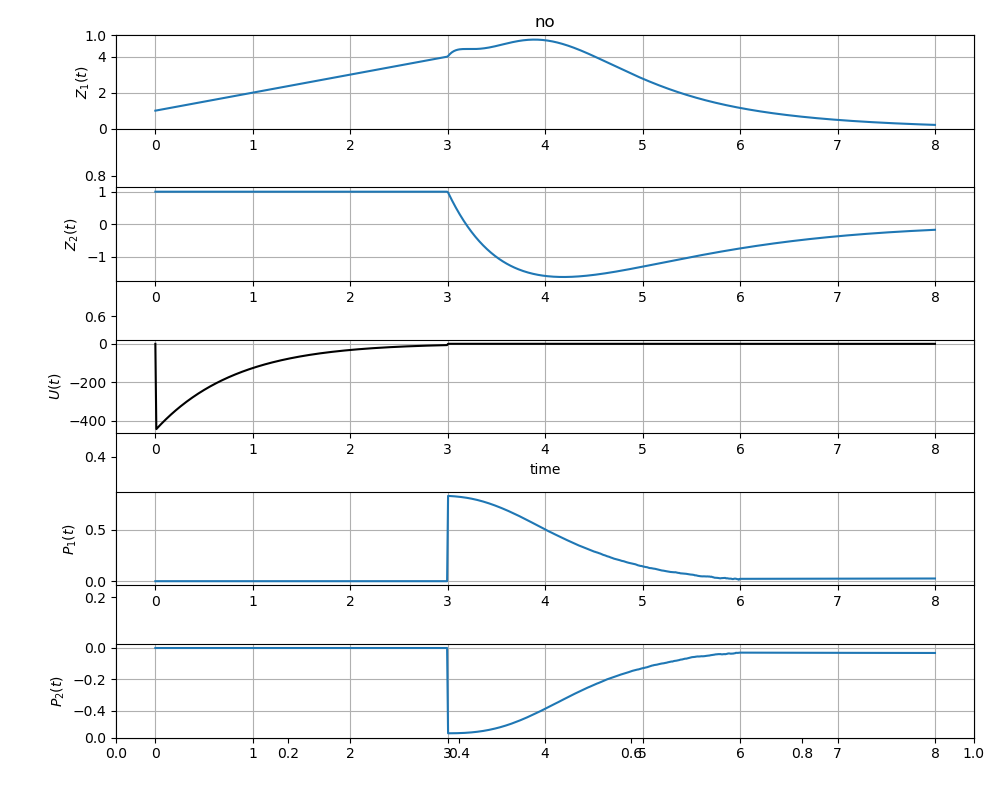 no
1.0
4
2
0
Z₁(t)
0 1 2 3 4 5 6 7 8
0.8
1
0
−1
Z₂(t)
0 1 2 3 4 5 6 7 8
0.6
0
−200
−400
U(t)
0 1 2 3 4 5 6 7 8
0.4
time
0.5
0.0
P₁(t)
0 1 2 3 4 5 6 7 8
0.2
0.0
−0.2
−0.4
P₂(t)
0.0
0.0 0 1 0.2 2 3 0.4 4 0.6 5 6 0.8 7 8 1.0